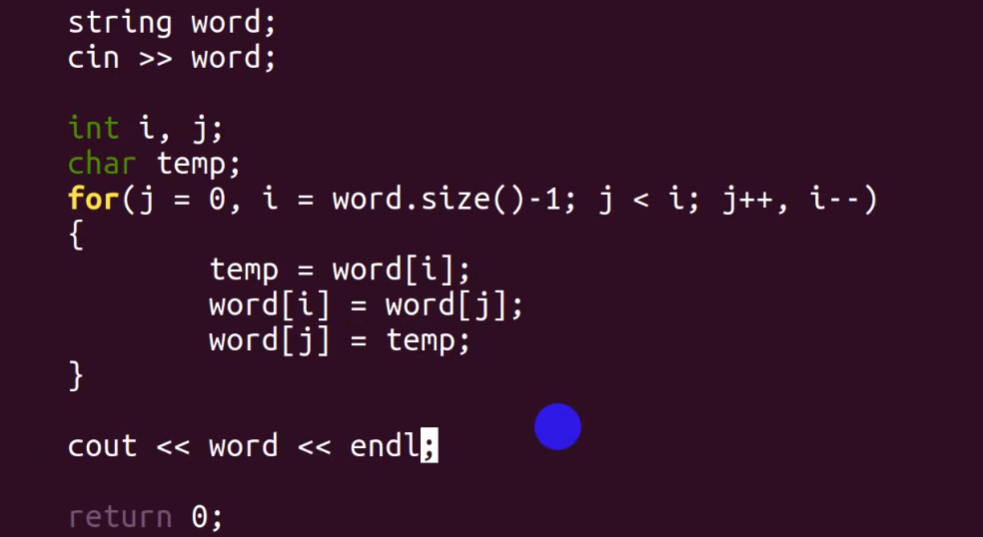 string word;
cin >> word;
int i, j;
char temp;
for(j = 0, i = word.size()-1; j < i; j++, i--)
{
temp = word[i];
word[i] = word[j];
word[j] = temp;
}
cout << word << endl;
return 0;